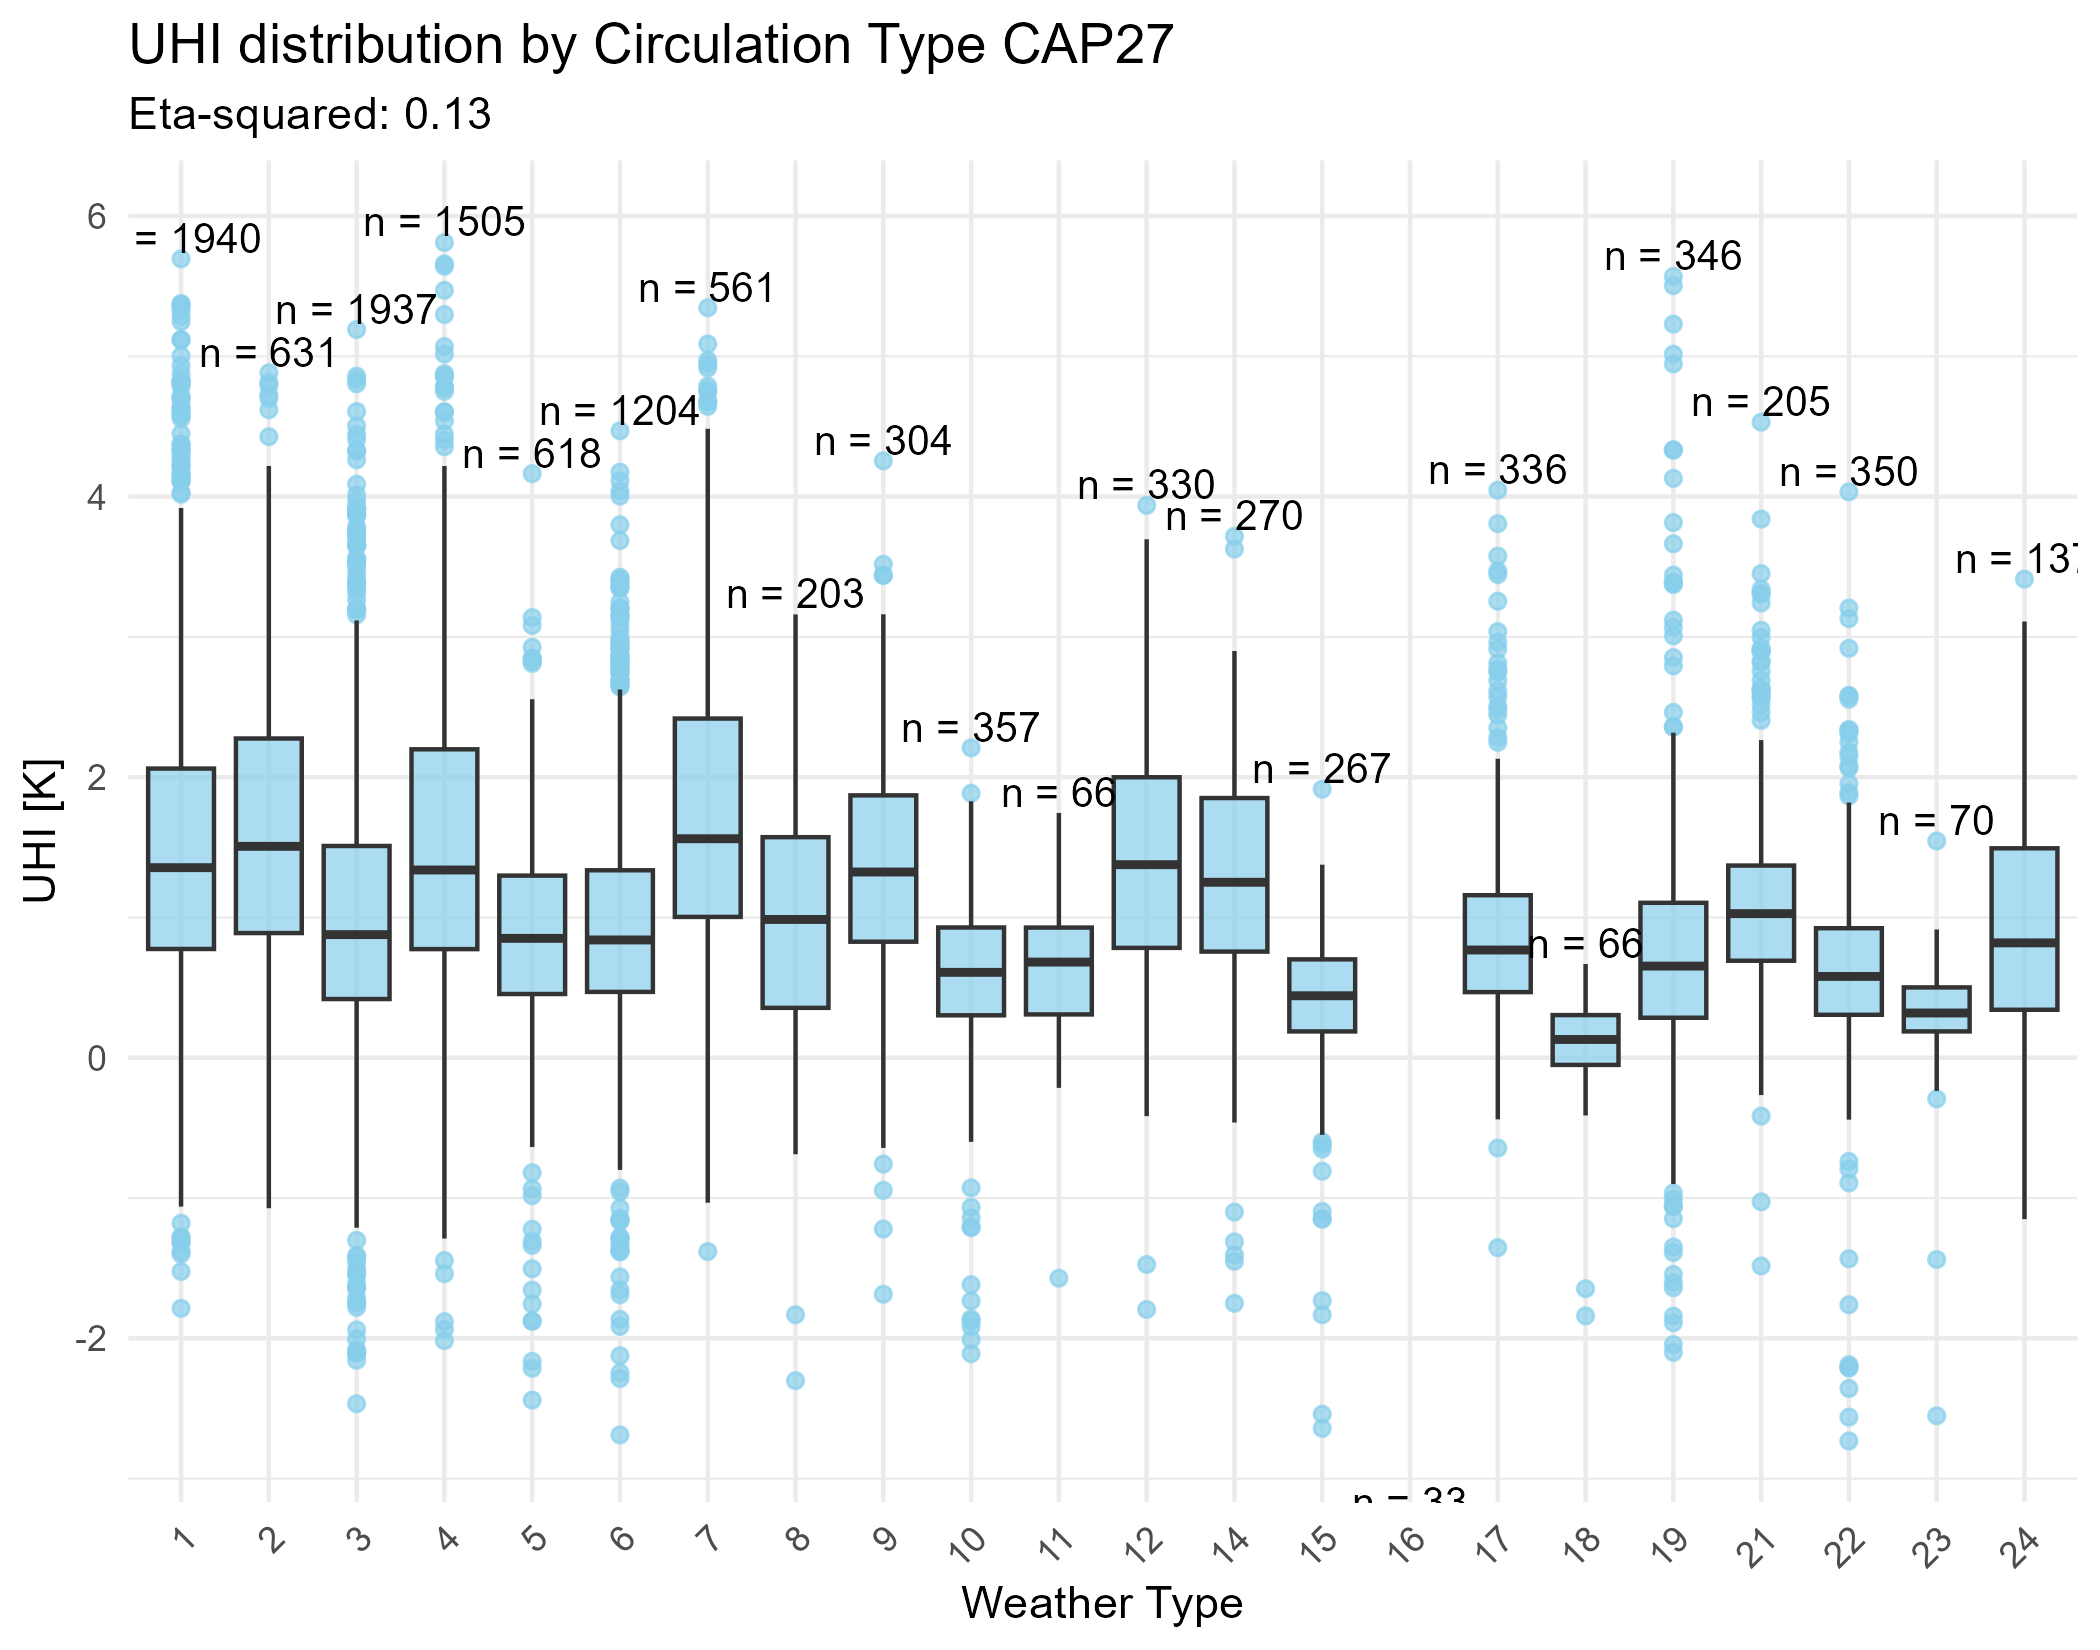 UHI distribution by Circulation Type CAP27
Eta-squared: 0.13
UHI [K]
6
4
2
0
-2
= 1940
n = 631
n = 1937
n = 1505
n = 618
n = 1204
n = 561
n = 203
n = 304
n = 357
n = 66
n = 330
n = 270
n = 267
n = 33
n = 336
n = 66
n = 346
n = 205
n = 350
n = 70
n = 137
1 2 3 4 5 6 7 8 9 10 11 12 14 15 16 17 18 19 21 22 23 24
Weather Type